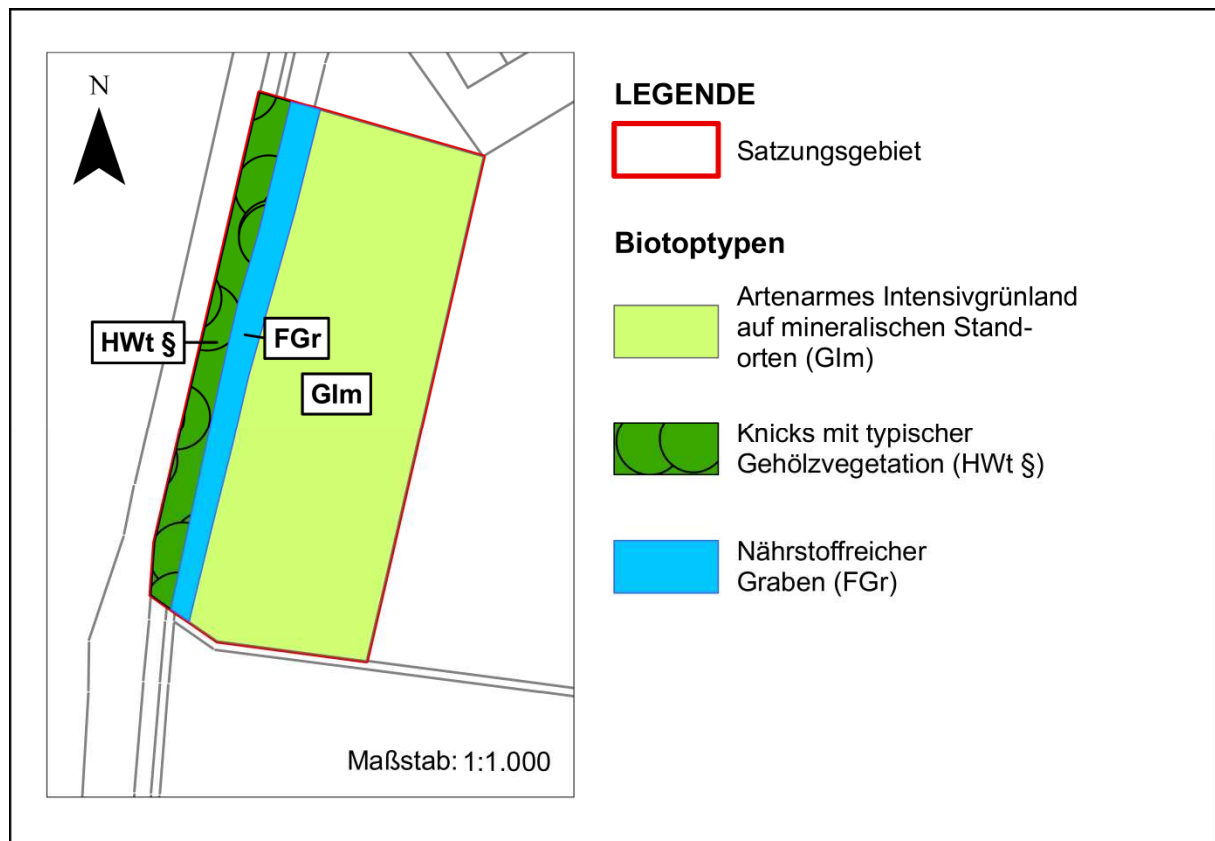 N
HWt §
FGr
GIm
Maßstab: 1:1.000
LEGENDE
Satzungsgebiet
Biotoptypen
Artenarmes Intensivgrünland
auf mineralischen Stand-
orten (GIm)
Knicks mit typischer
Gehölzvegetation (HWt §)
Nährstoffreicher
Graben (FGr)